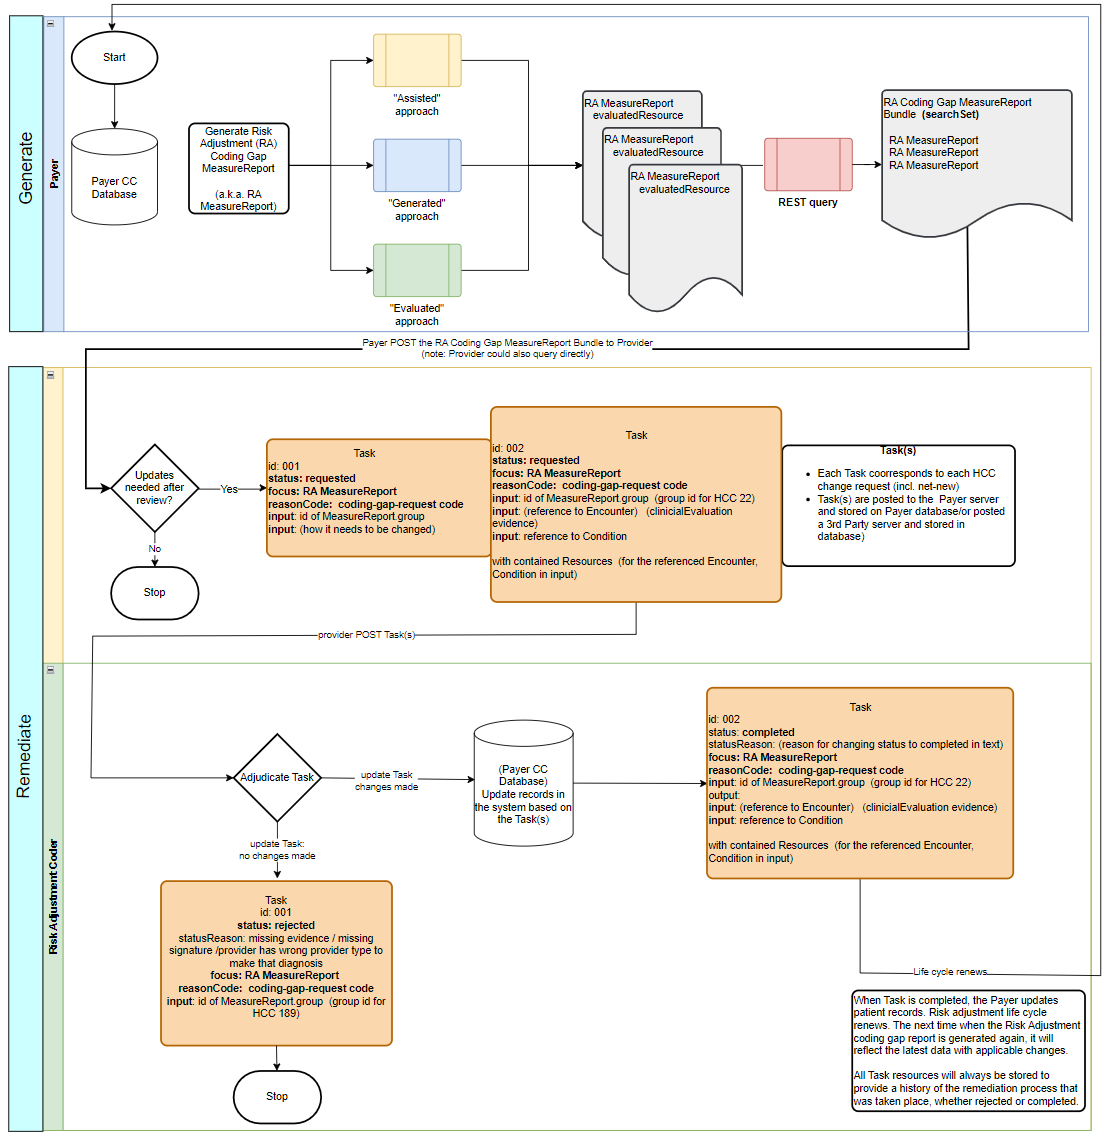 Generate
Payer
Start
Payer CC
Database
Generate Risk
Adjustment (RA)
Coding Gap
MeasureReport
(a.k.a. RA
MeasureReport)
"Assisted"
approach
"Generated"
approach
"Evaluated"
approach
RA MeasureReport
evaluatedResource
RA MeasureReport
evaluatedResource
RA MeasureReport
evaluatedResource
REST query
RA Coding Gap MeasureReport
Bundle (searchSet)
RA MeasureReport
RA MeasureReport
RA MeasureReport
Payer POST the RA Coding Gap MeasureReport Bundle to Provider
(note: Provider could also query directly)
Remediate
Updates
needed after
review?
Yes
No
Stop
Task
id: 001
status: requested
focus: RA MeasureReport
reasonCode: coding-gap-request code
input: id of MeasureReport.group
input: (how it needs to be changed)
Task
id: 002
status: requested
focus: RA MeasureReport
reasonCode: coding-gap-request code
input: id of MeasureReport.group (group id for HCC 22)
input: (reference to Encounter) (clinicialEvaluation
evidence)
input: reference to Condition
with contained Resources (for the referenced Encounter,
Condition in input)
Task(s)
• Each Task coorresponds to each HCC
change request (incl. net-new)
• Task(s) are posted to the Payer server
and stored on Payer database/or posted
a 3rd Party server and stored in
database)
provider POST Task(s)
Risk Adjustment Coder
Adjudicate Task
update Task
changes made
(Payer CC
Database)
Update records in
the system based on
the Task(s)
Task
id: 002
status: completed
statusReason: (reason for changing status to completed in text)
focus: RA MeasureReport
reasonCode: coding-gap-request code
input: id of MeasureReport.group (group id for HCC 22)
output:
input: (reference to Encounter) (clinicialEvaluation evidence)
input: reference to Condition
with contained Resources (for the referenced Encounter,
Condition in input)
update Task:
no changes made
Task
id: 001
status: rejected
statusReason: missing evidence / missing
signature /provider has wrong provider type to
make that diagnosis
focus: RA MeasureReport
reasonCode: coding-gap-request code
input: id of MeasureReport.group (group id for
HCC 189)
Stop
Life cycle renews
When Task is completed, the Payer updates
patient records. Risk adjustment life cycle
renews. The next time when the Risk Adjustment
coding gap report is generated again, it will
reflect the latest data with applicable changes.
All Task resources will always be stored to
provide a history of the remediation process that
was taken place, whether rejected or completed.